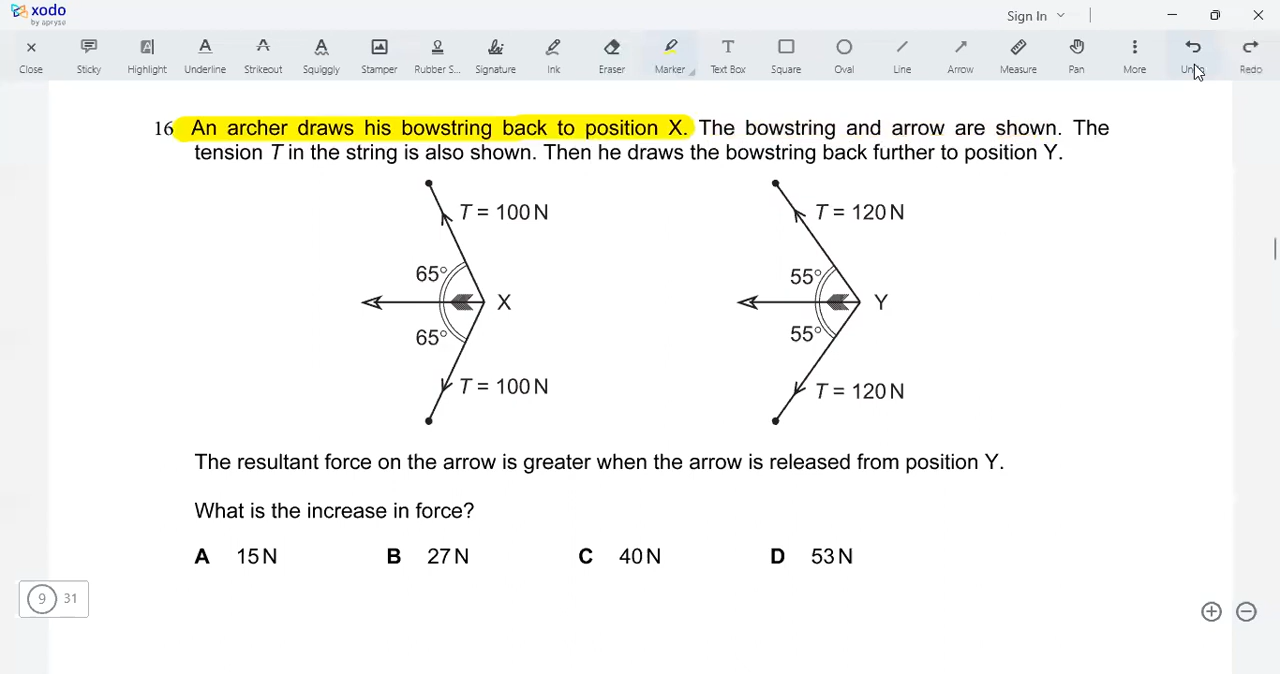 xodo
by apryse
Sign In
Close Sticky Highlight Underline Strikeout Squiggly Stamper Rubber S... Signature Ink Eraser Marker Text Box Square Oval Line Arrow Measure Pan More Undo Redo
16 An archer draws his bowstring back to position X. The bowstring and arrow are shown. The
tension T in the string is also shown. Then he draws the bowstring back further to position Y.
T = 100 N T = 120 N
65° 55°
X Y
65° 55°
T = 100 N T = 120 N
The resultant force on the arrow is greater when the arrow is released from position Y.
What is the increase in force?
A 15 N B 27 N C 40 N D 53 N
9 31